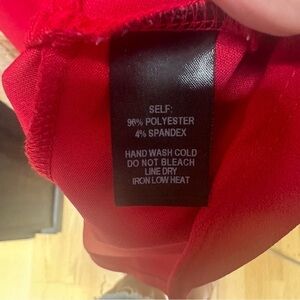 SELF:
96% POLYESTER
4% SPANDEX
HAND WASH COLD
DO NOT BLEACH
LINE DRY
IRON LOW HEAT